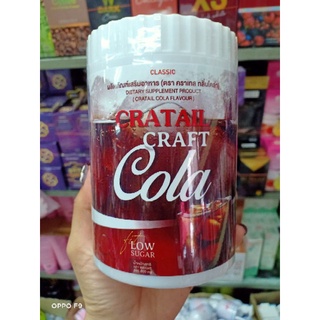 CLASSIC
ผลิตภัณฑ์เสริมอาหาร (ตรา คราเทล กลิ่นโคล่า)
DIETARY SUPPLEMENT PRODUCT
( CRATAIL COLA FLAVOUR )
CRATAIL
CRAFT
Cola
LOW
SUGAR
OPPO F9